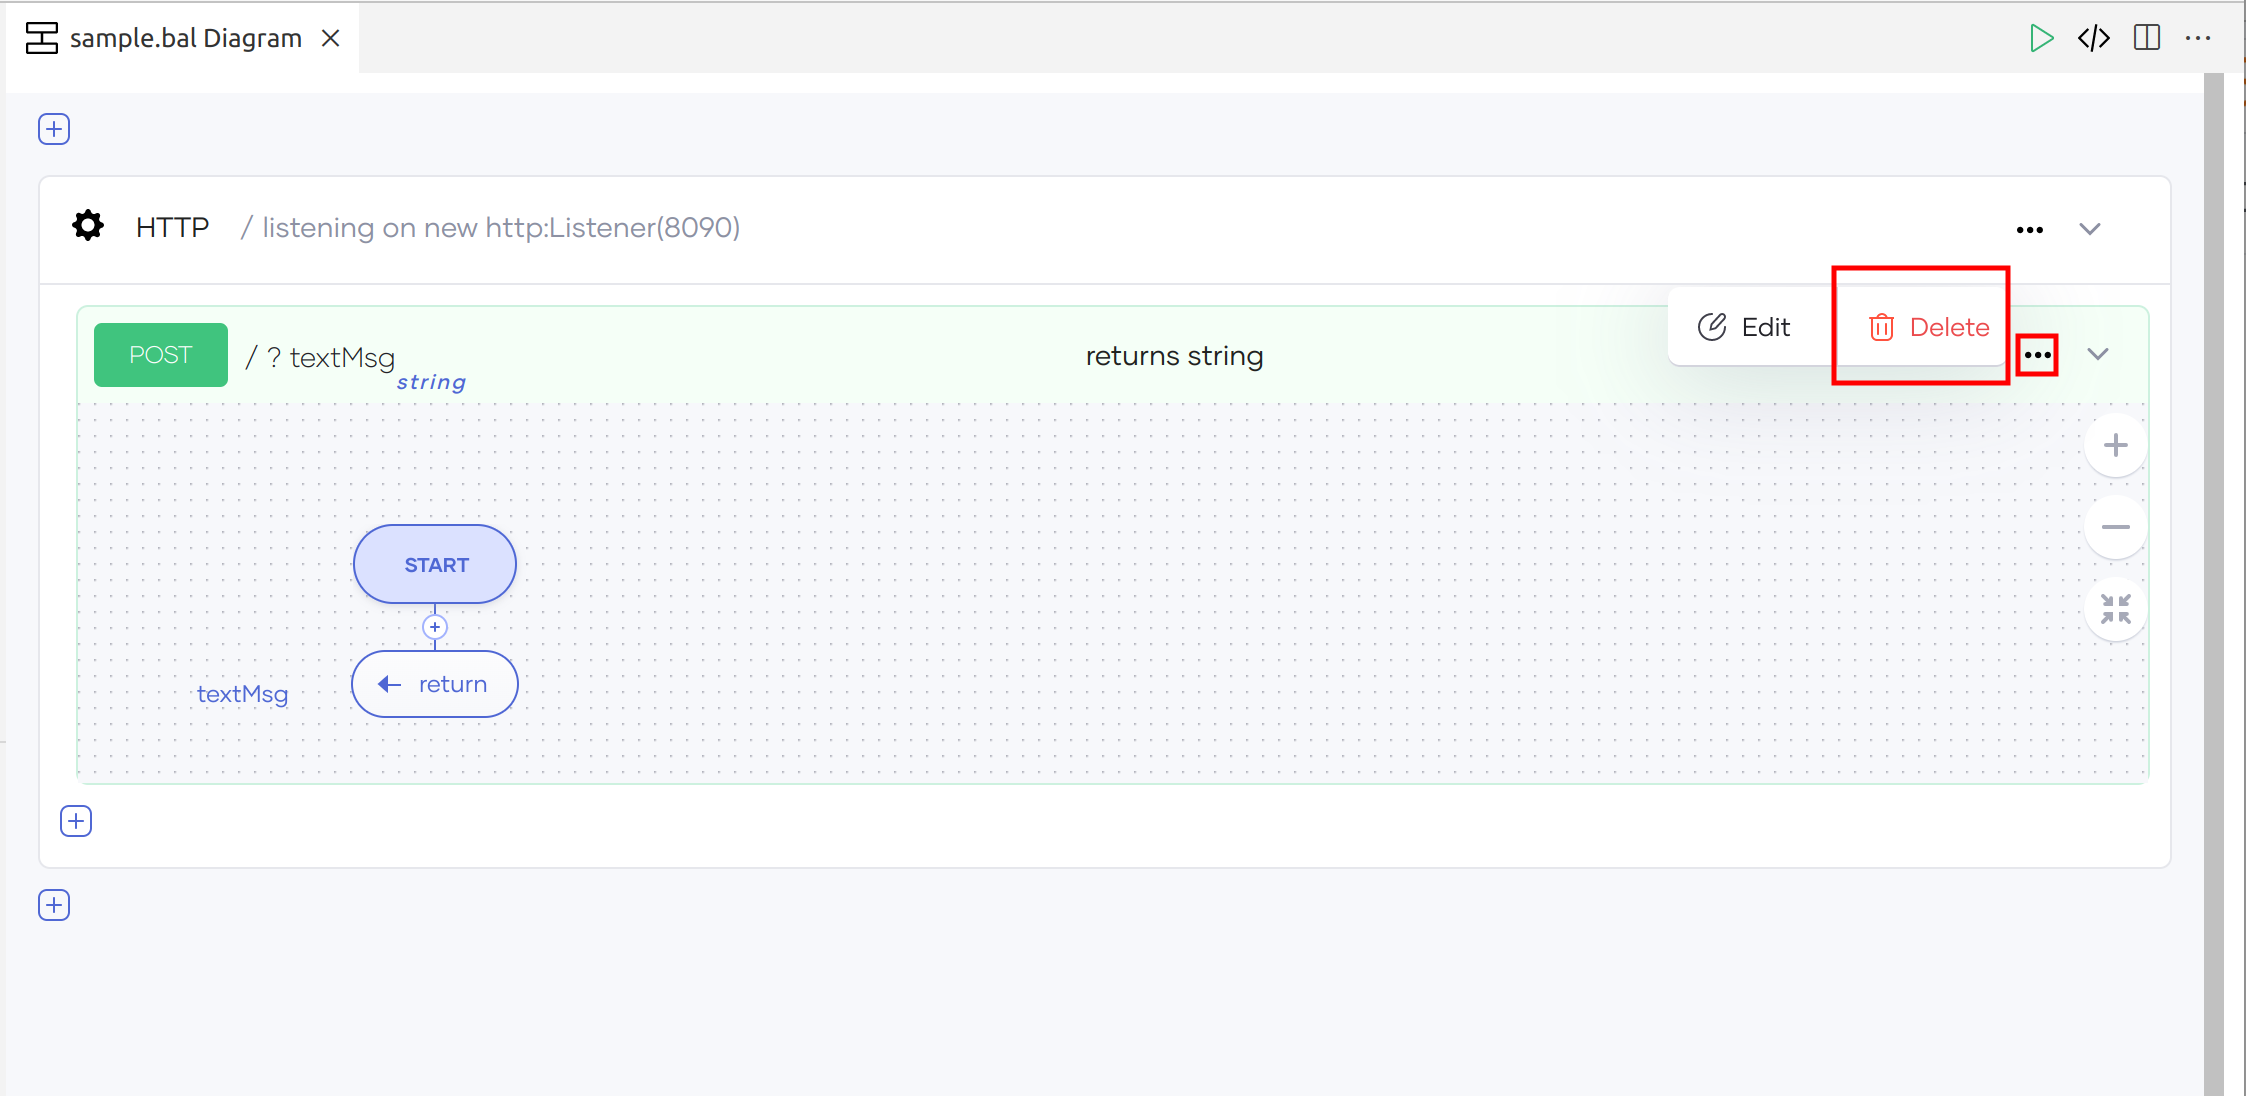 sample.bal Diagram
HTTP / listening on new http:Listener(8090)
Edit Delete
POST / ? textMsg string returns string
START
return
textMsg